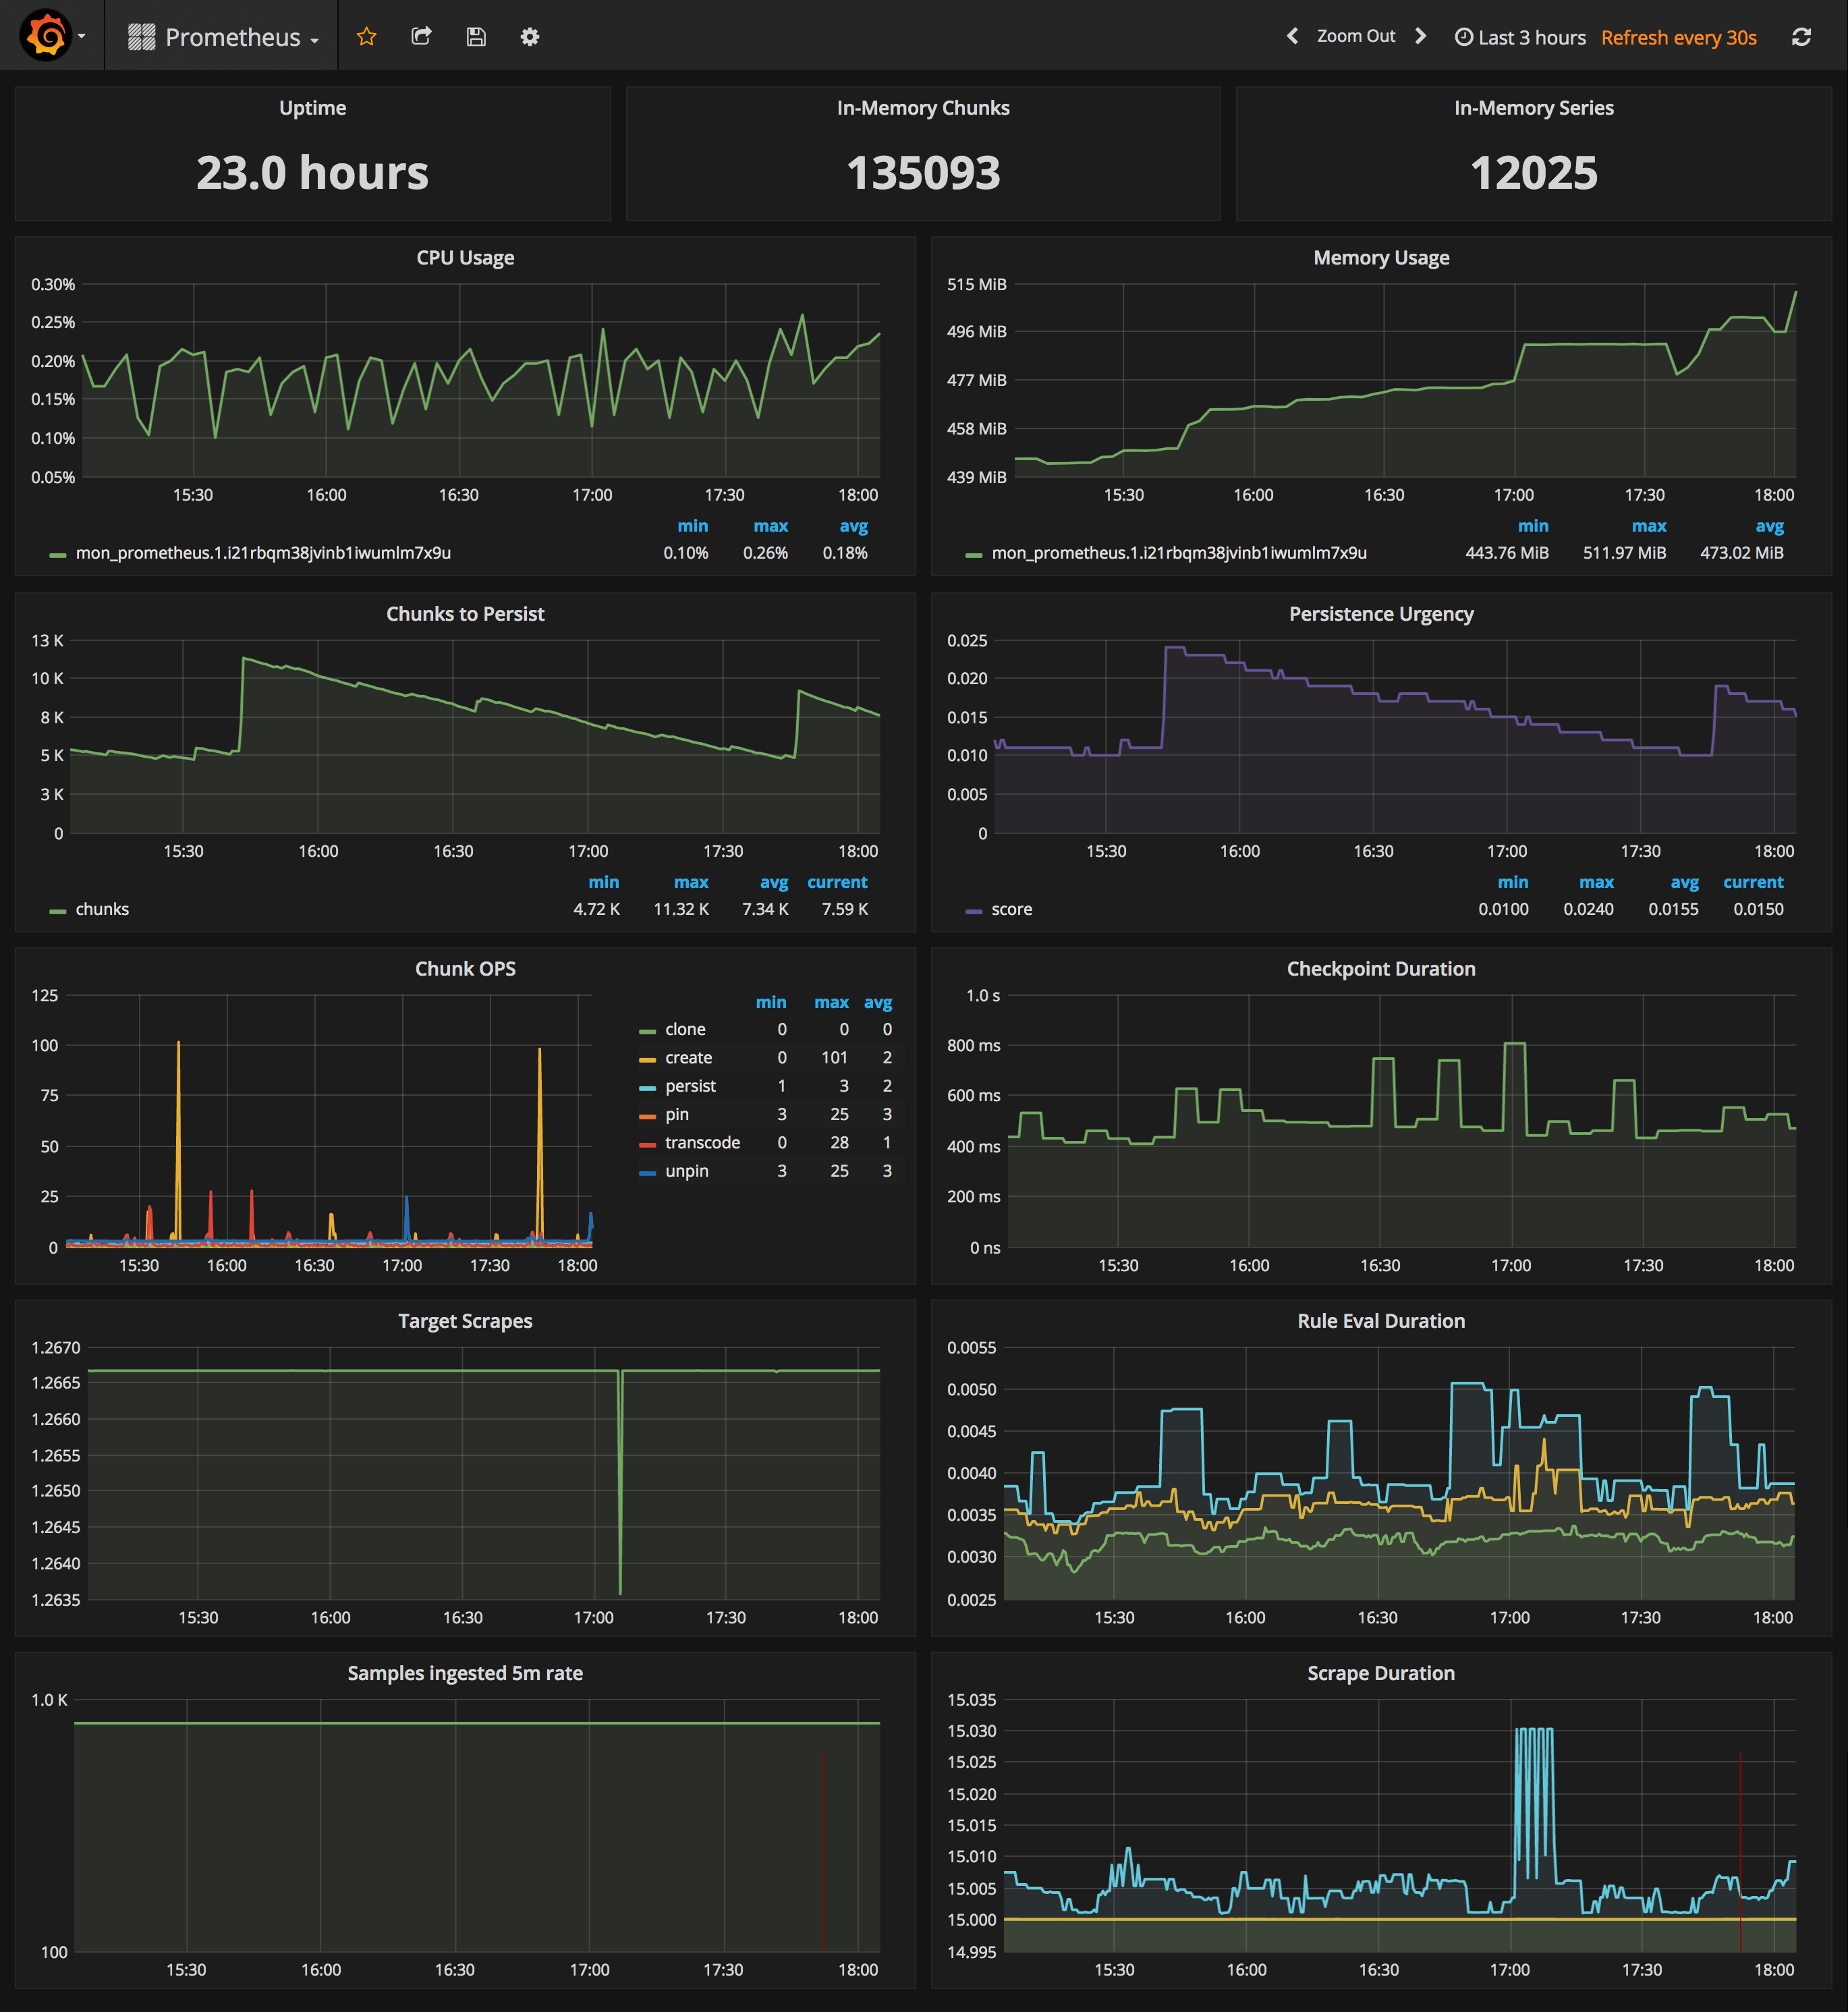 Prometheus
Zoom Out
Last 3 hours Refresh every 30s
Uptime
23.0 hours
In-Memory Chunks
135093
In-Memory Series
12025
CPU Usage
0.30%
0.25%
0.20%
0.15%
0.10%
0.05%
15:30 16:00 16:30 17:00 17:30 18:00
min max avg
mon_prometheus.1.i21rbqm38jvinb1iwumlm7x9u 0.10% 0.26% 0.18%
Memory Usage
515 MiB
496 MiB
477 MiB
458 MiB
439 MiB
15:30 16:00 16:30 17:00 17:30 18:00
min max avg
mon_prometheus.1.i21rbqm38jvinb1iwumlm7x9u 443.76 MiB 511.97 MiB 473.02 MiB
Chunks to Persist
13 K
10 K
8 K
5 K
3 K
0
15:30 16:00 16:30 17:00 17:30 18:00
min max avg current
chunks 4.72 K 11.32 K 7.34 K 7.59 K
Persistence Urgency
0.025
0.020
0.015
0.010
0.005
0
15:30 16:00 16:30 17:00 17:30 18:00
min max avg current
score 0.0100 0.0240 0.0155 0.0150
Chunk OPS
125
100
75
50
25
0
15:30 16:00 16:30 17:00 17:30 18:00
min max avg
clone 0 0 0
create 0 101 2
persist 1 3 2
pin 3 25 3
transcode 0 28 1
unpin 3 25 3
Checkpoint Duration
1.0 s
800 ms
600 ms
400 ms
200 ms
0 ns
15:30 16:00 16:30 17:00 17:30 18:00
Target Scrapes
1.2670
1.2665
1.2660
1.2655
1.2650
1.2645
1.2640
1.2635
15:30 16:00 16:30 17:00 17:30 18:00
Rule Eval Duration
0.0055
0.0050
0.0045
0.0040
0.0035
0.0030
0.0025
15:30 16:00 16:30 17:00 17:30 18:00
Samples ingested 5m rate
1.0 K
100
15:30 16:00 16:30 17:00 17:30 18:00
Scrape Duration
15.035
15.030
15.025
15.020
15.015
15.010
15.005
15.000
14.995
15:30 16:00 16:30 17:00 17:30 18:00